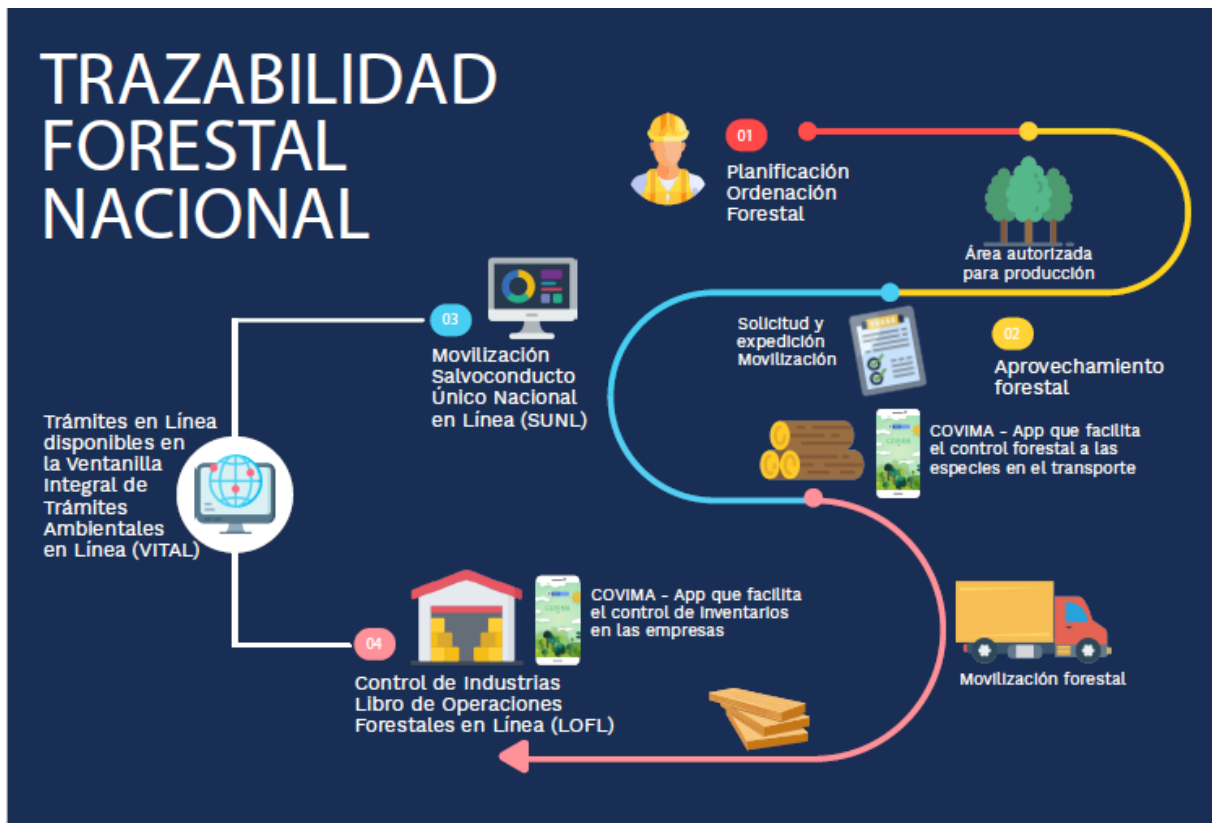 TRAZABILIDAD
FORESTAL
NACIONAL
01
Planificación
Ordenación
Forestal
Área autorizada
para producción
02
Aprovechamiento
forestal
Solicitud y
expedición
Movilización
03
Movilización
Salvoconducto
Único Nacional
en Línea (SUNL)
COVIMA - App que facilita
el control forestal a las
especies en el transporte
Trámites en Línea
disponibles en
la Ventanilla
Integral de
Trámites
Ambientales
en Línea (VITAL)
Movilización forestal
COVIMA - App que facilita
el control de inventarios
en las empresas
04
Control de Industrias
Libro de Operaciones
Forestales en Línea (LOFL)